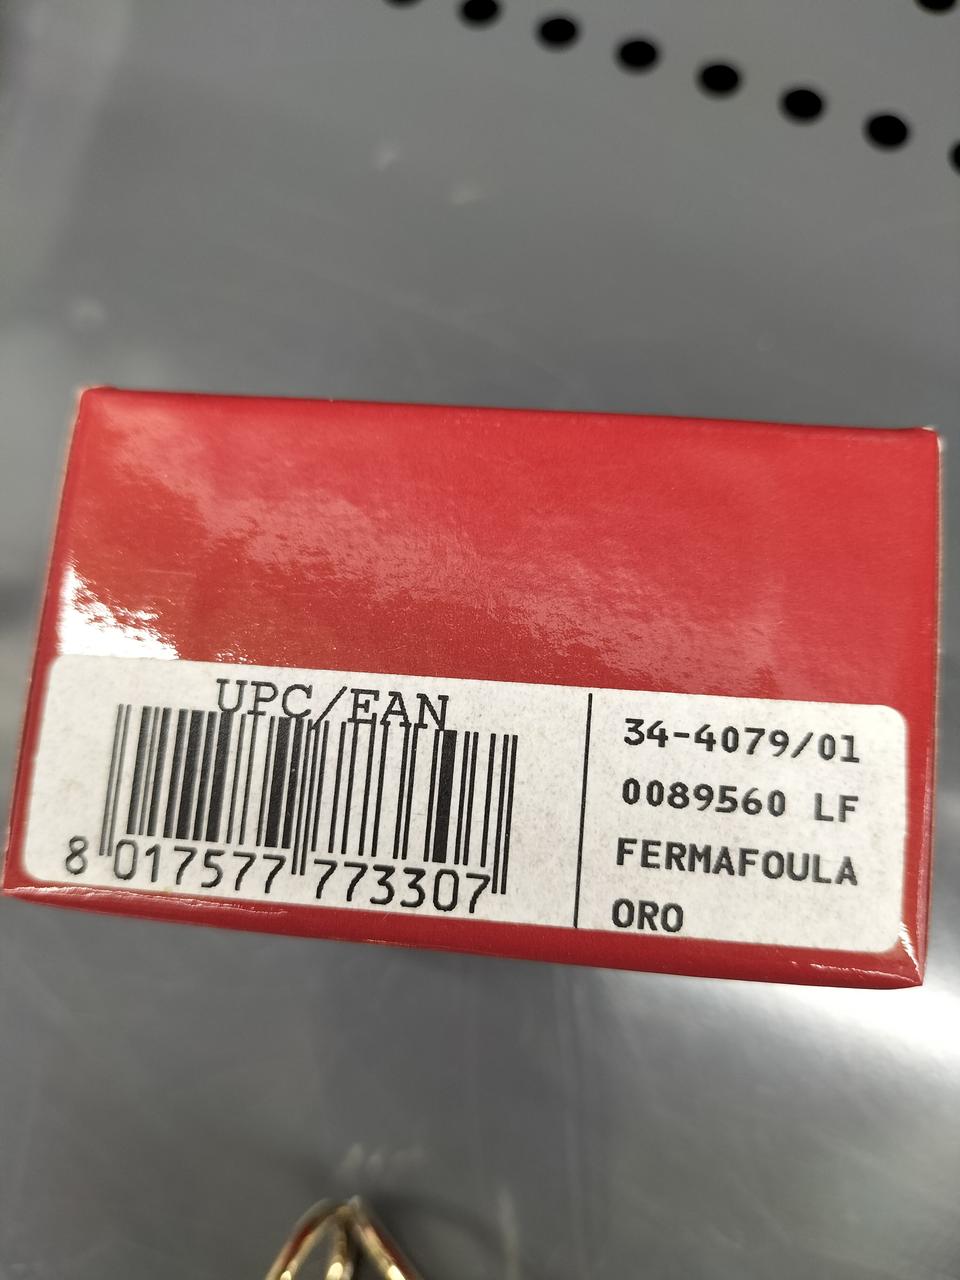 UPC/EAN
8 017577 773307
34-4079/01
0089560 LF
FERMAFOULA
ORO